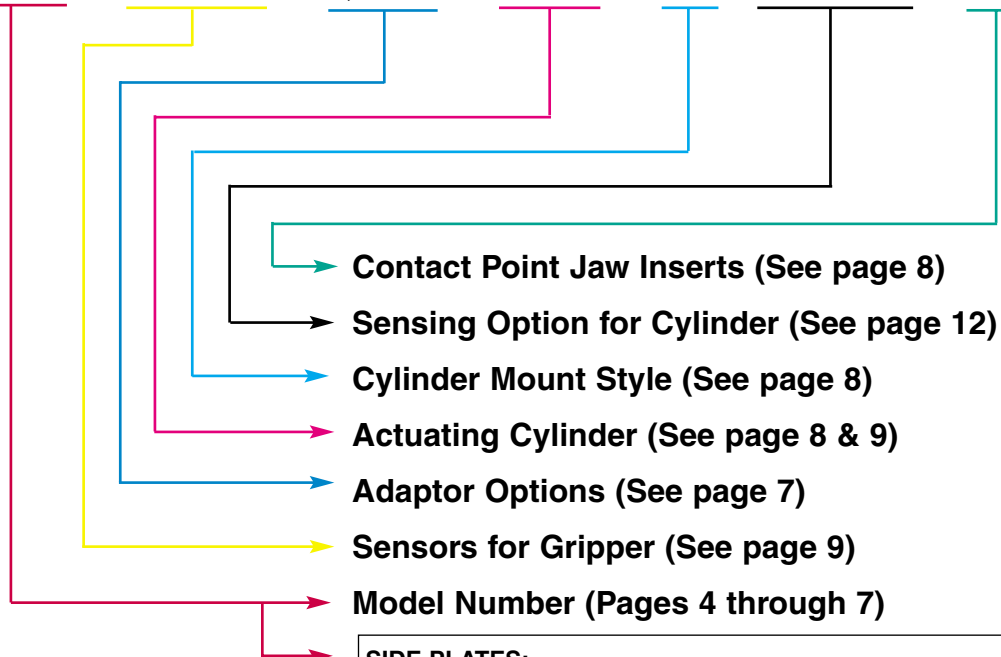 Contact Point Jaw Inserts (See page 8)
Sensing Option for Cylinder (See page 12)
Cylinder Mount Style (See page 8)
Actuating Cylinder (See page 8 & 9)
Adaptor Options (See page 7)
Sensors for Gripper (See page 9)
Model Number (Pages 4 through 7)
SIDE PLATES: